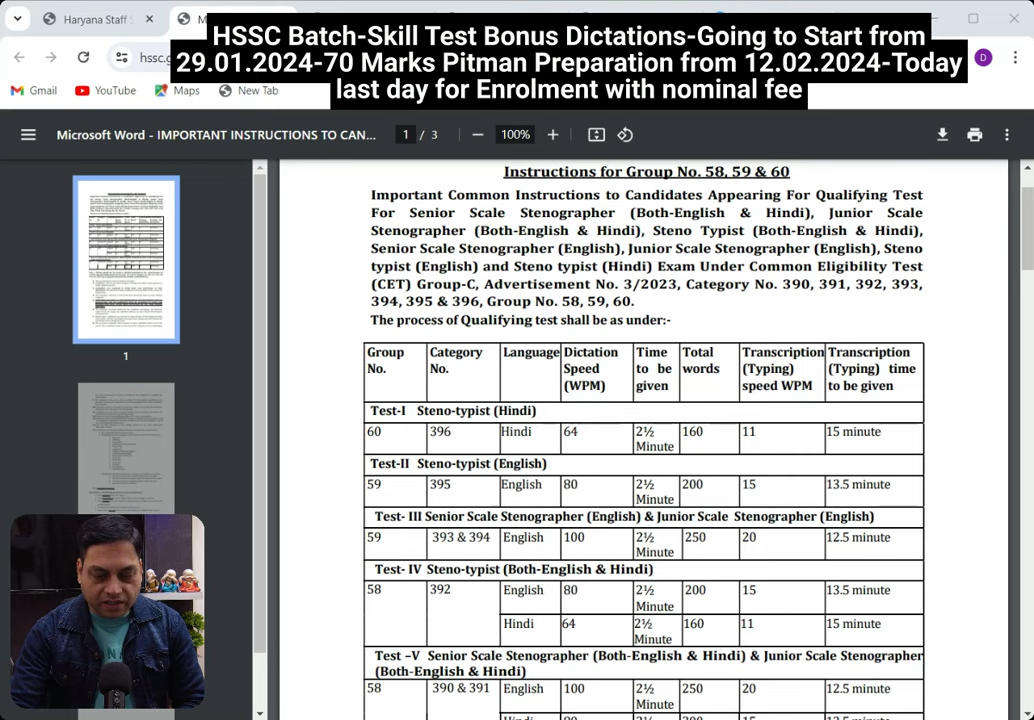 Haryana Staff S
HSSC Batch-Skill Test Bonus Dictations-Going to Start from
29.01.2024-70 Marks Pitman Preparation from 12.02.2024-Today
last day for Enrolment with nominal fee
hssc.g
D
Gmail
YouTube
Maps
New Tab
Microsoft Word - IMPORTANT INSTRUCTIONS TO CAN...
1 / 3
100%
1
Instructions for Group No. 58, 59 & 60
Important Common Instructions to Candidates Appearing For Qualifying Test
For Senior Scale Stenographer (Both-English & Hindi), Junior Scale
Stenographer (Both-English & Hindi), Steno Typist (Both-English & Hindi),
Senior Scale Stenographer (English), Junior Scale Stenographer (English), Steno
typist (English) and Steno typist (Hindi) Exam Under Common Eligibility Test
(CET) Group-C, Advertisement No. 3/2023, Category No. 390, 391, 392, 393,
394, 395 & 396, Group No. 58, 59, 60.
The process of Qualifying test shall be as under:-
Group No. Category No. Language Dictation Speed (WPM) Time to be given Total words Transcription (Typing) speed WPM Transcription (Typing) time to be given
Test-I Steno-typist (Hindi)
60 396 Hindi 64 2½ Minute 160 11 15 minute
Test-II Steno-typist (English)
59 395 English 80 2½ Minute 200 15 13.5 minute
Test- III Senior Scale Stenographer (English) & Junior Scale Stenographer (English)
59 393 & 394 English 100 2½ Minute 250 20 12.5 minute
Test- IV Steno-typist (Both-English & Hindi)
58 392 English 80 2½ Minute 200 15 13.5 minute
Hindi 64 2½ Minute 160 11 15 minute
Test –V Senior Scale Stenographer (Both-English & Hindi) & Junior Scale Stenographer
(Both-English & Hindi)
58 390 & 391 English 100 2½ Minute 250 20 12.5 minute